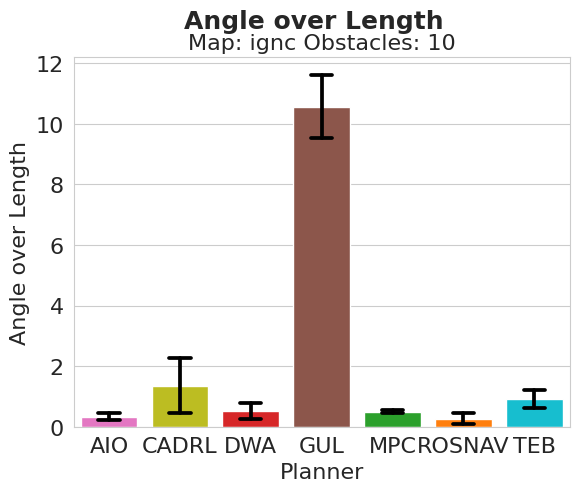 Angle over Length
Map: ignc Obstacles: 10
Angle over Length
12
10
8
6
4
2
0
AIO CADRL DWA GUL MPC ROSNAV TEB
Planner